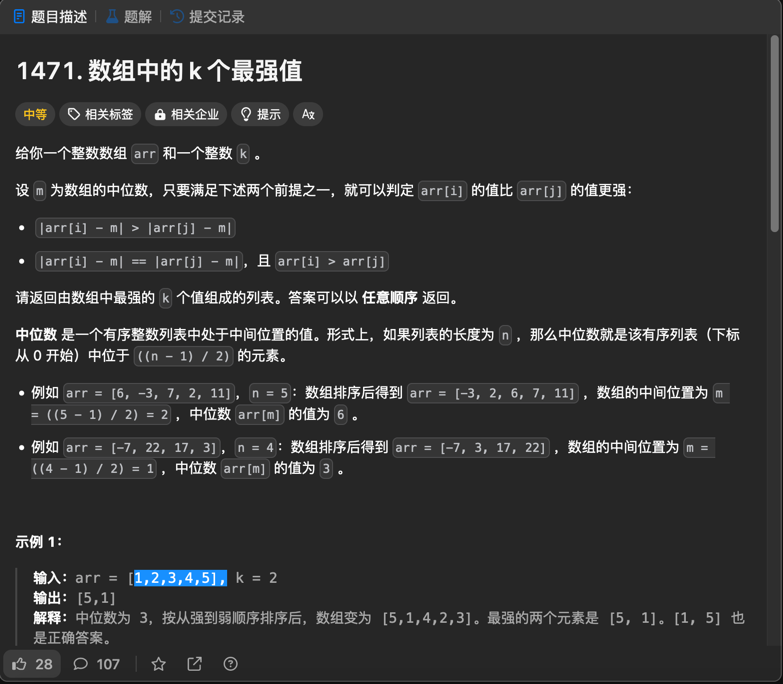 题目描述 题解 提交记录
1471. 数组中的 k 个最强值
中等 相关标签 相关企业 提示
给你一个整数数组 arr 和一个整数 k 。
设 m 为数组的中位数,只要满足下述两个前提之一,就可以判定 arr[i] 的值比 arr[j] 的值更强:
• |arr[i] - m| > |arr[j] - m|
• |arr[i] - m| == |arr[j] - m|,且 arr[i] > arr[j]
请返回由数组中最强的 k 个值组成的列表。答案可以以 任意顺序 返回。
中位数 是一个有序整数列表中处于中间位置的值。形式上,如果列表的长度为 n ,那么中位数就是该有序列表(下标
从 0 开始)中位于 ((n - 1) / 2) 的元素。
• 例如 arr = [6, -3, 7, 2, 11],n = 5:数组排序后得到 arr = [-3, 2, 6, 7, 11] ,数组的中间位置为 m
= ((5 - 1) / 2) = 2 ,中位数 arr[m] 的值为 6 。
• 例如 arr = [-7, 22, 17, 3],n = 4:数组排序后得到 arr = [-7, 3, 17, 22] ,数组的中间位置为 m =
((4 - 1) / 2) = 1 ,中位数 arr[m] 的值为 3 。
示例 1:
输入:arr = [1,2,3,4,5], k = 2
输出:[5,1]
解释:中位数为 3,按从强到弱顺序排序后,数组变为 [5,1,4,2,3]。最强的两个元素是 [5, 1]。[1, 5] 也
是正确答案。
28 107